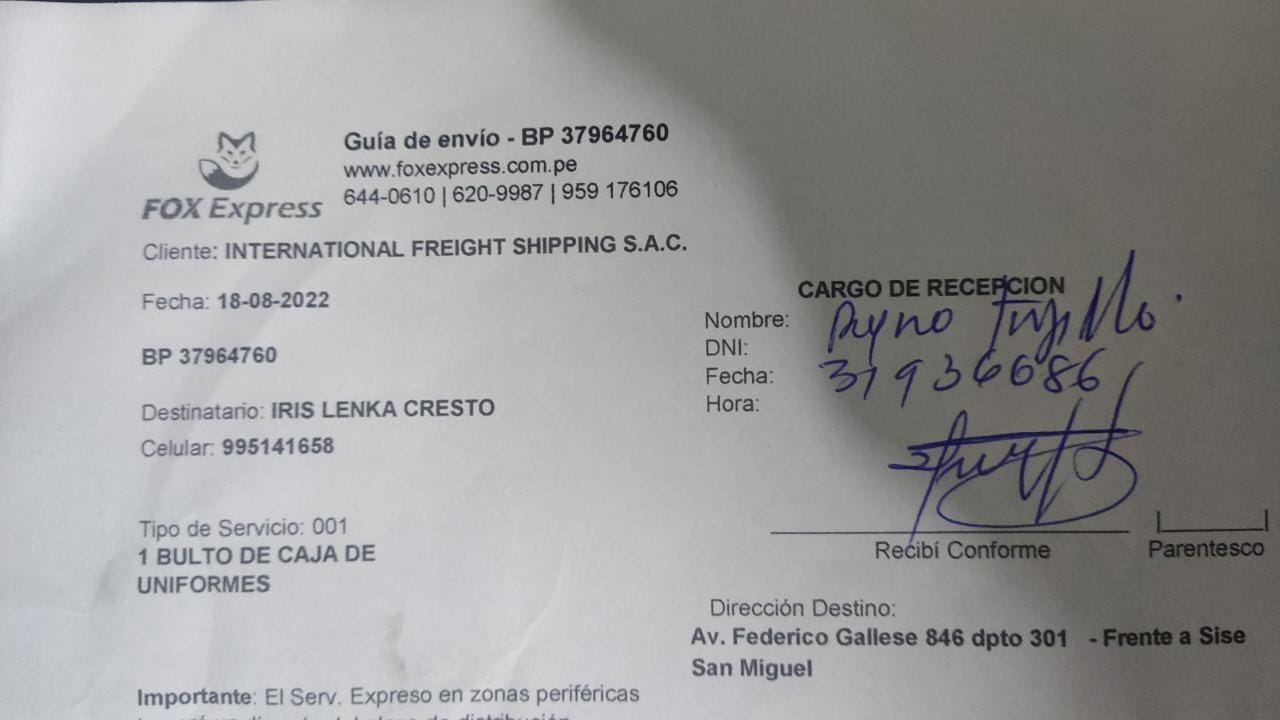 Guía de envío - BP 37964760
www.foxexpress.com.pe
644-0610 | 620-9987 | 959 176106
FOX Express
Cliente: INTERNATIONAL FREIGHT SHIPPING S.A.C.
Fecha: 18-08-2022
BP 37964760
Destinatario: IRIS LENKA CRESTO
Celular: 995141658
Tipo de Servicio: 001
1 BULTO DE CAJA DE
UNIFORMES
CARGO DE RECEPCION
Nombre: Trujillo
DNI:
Fecha: 31936686
Hora:
Recibí Conforme
Parentesco
Dirección Destino:
Av. Federico Gallese 846 dpto 301 - Frente a Sise
San Miguel
Importante: El Serv. Expreso en zonas periféricas